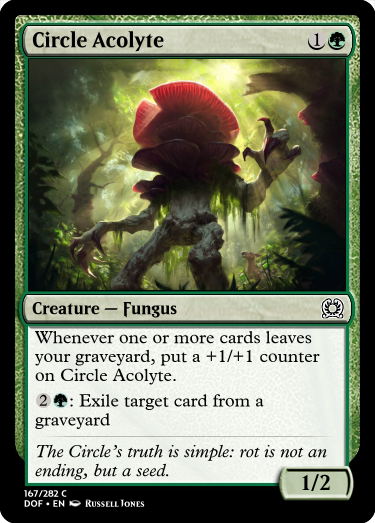 Circle Acolyte 1
Creature — Fungus
Whenever one or more cards leaves
your graveyard, put a +1/+1 counter
on Circle Acolyte.
2: Exile target card from a
graveyard
The Circle's truth is simple: rot is not an
ending, but a seed.
1/2
167/282 C
DOF • EN Russell Jones